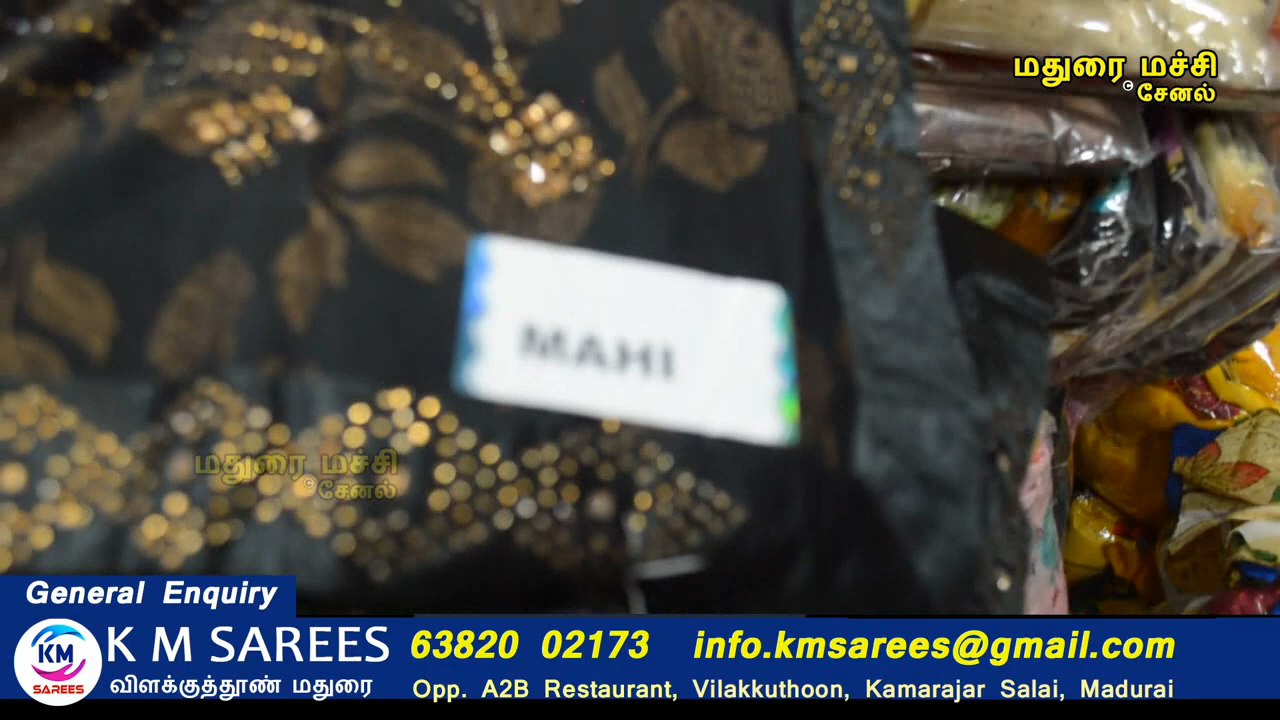 மதுரை மச்சி
© சேனல்
MAHI
மதுரை மச்சி
© சேனல்
General Enquiry
KM
SAREES
K M SAREES
விளக்குத்தூண் மதுரை
63820 02173
info.kmsarees@gmail.com
Opp. A2B Restaurant, Vilakkuthoon, Kamarajar Salai, Madurai